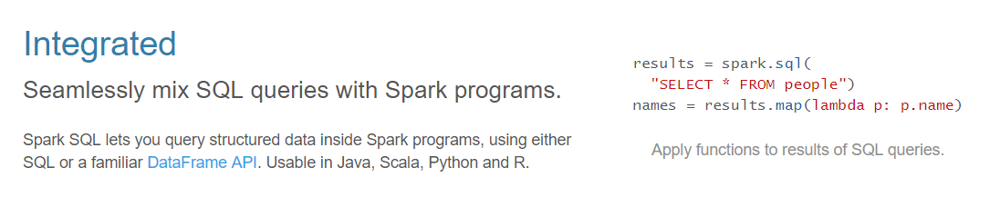 Integrated
Seamlessly mix SQL queries with Spark programs.
Spark SQL lets you query structured data inside Spark programs, using either
SQL or a familiar DataFrame API. Usable in Java, Scala, Python and R.
results = spark.sql(
  "SELECT * FROM people")
names = results.map(lambda p: p.name)
Apply functions to results of SQL queries.